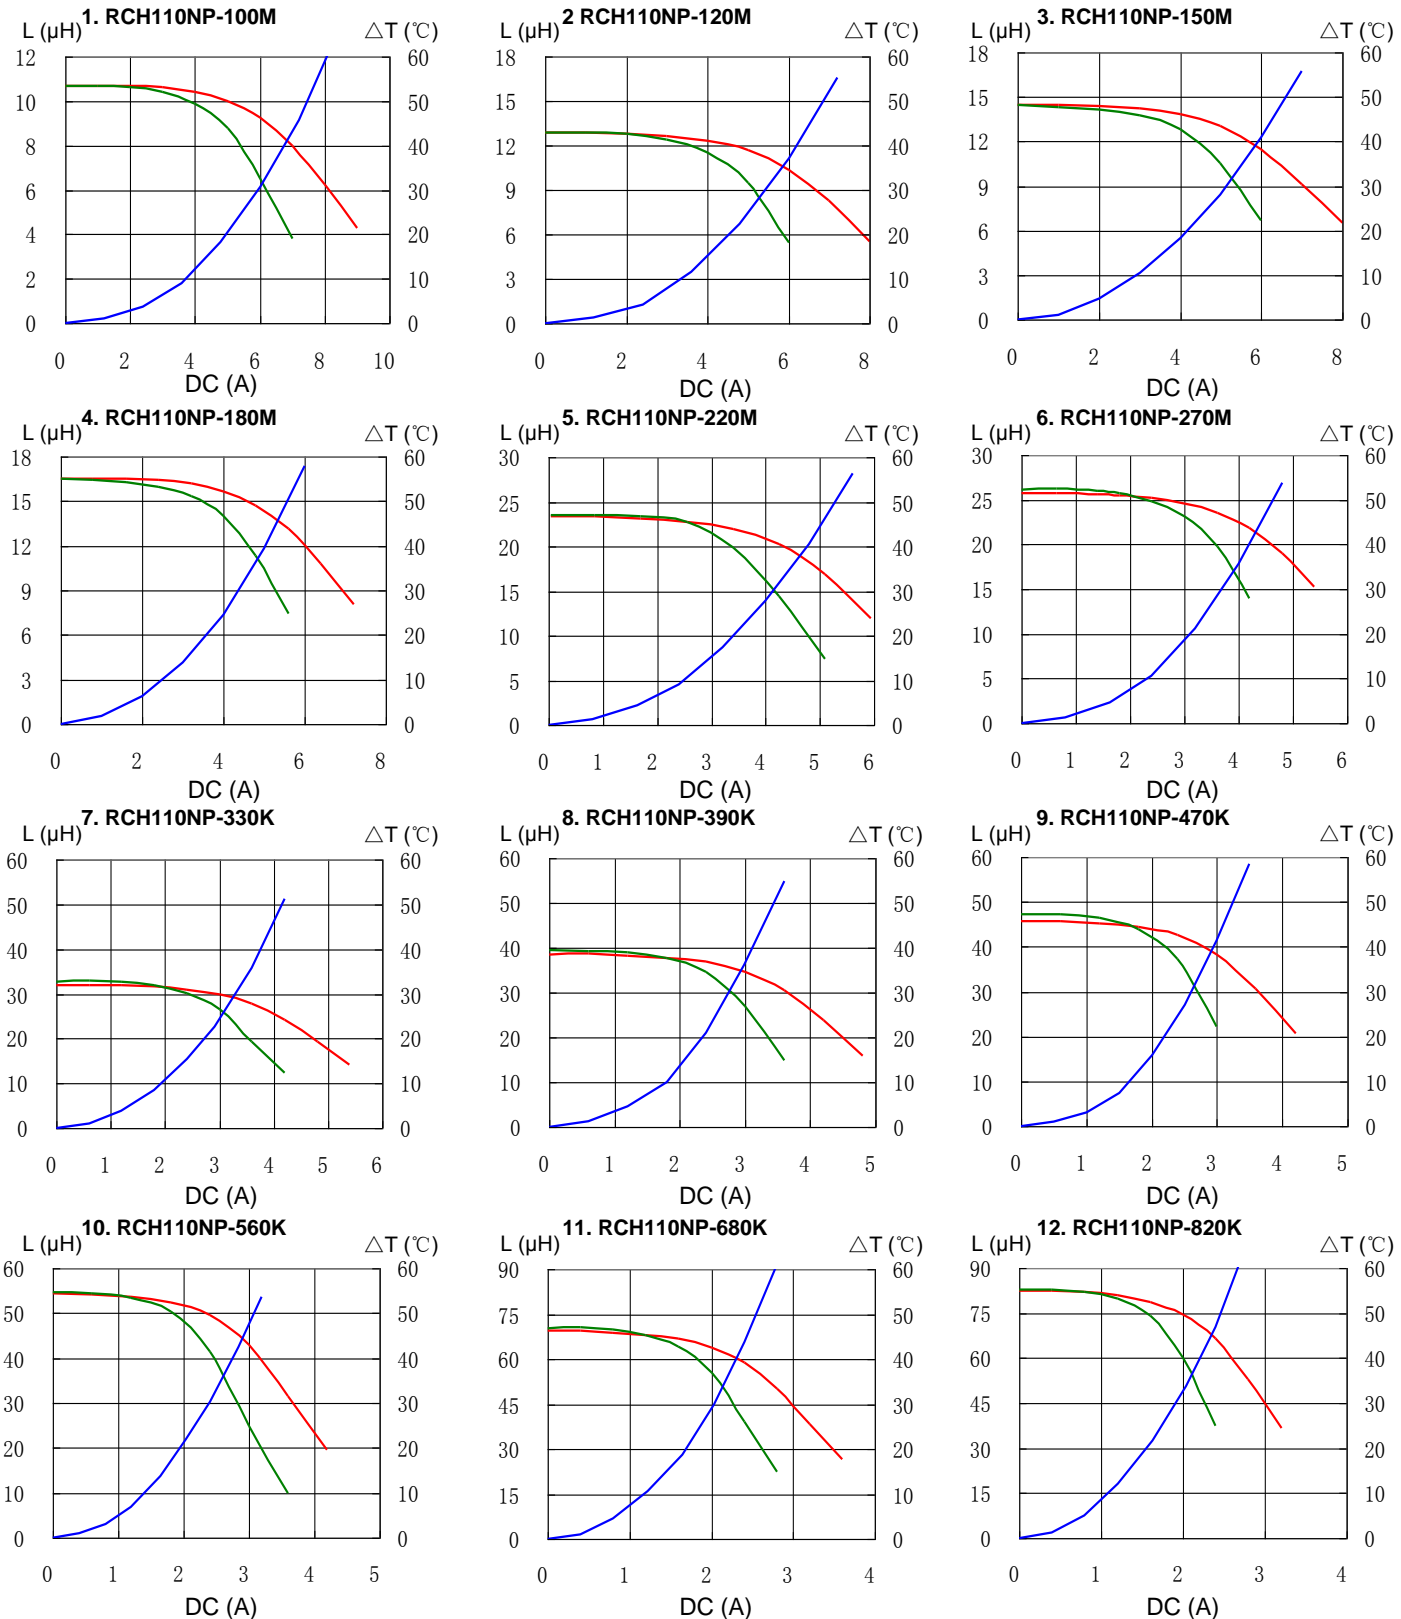 1. RCH110NP-100M
L (µH)
△T (℃)
12
10
8
6
4
2
0
60
50
40
30
20
10
0
0 2 4 6 8 10
DC (A)
2 RCH110NP-120M
L (µH)
△T (℃)
18
15
12
9
6
3
0
60
50
40
30
20
10
0
0 2 4 6 8
DC (A)
3. RCH110NP-150M
L (µH)
△T (℃)
18
15
12
9
6
3
0
60
50
40
30
20
10
0
0 2 4 6 8
DC (A)
4. RCH110NP-180M
L (µH)
△T (℃)
18
15
12
9
6
3
0
60
50
40
30
20
10
0
0 2 4 6 8
DC (A)
5. RCH110NP-220M
L (µH)
△T (℃)
30
25
20
15
10
5
0
60
50
40
30
20
10
0
0 1 2 3 4 5 6
DC (A)
6. RCH110NP-270M
L (µH)
△T (℃)
30
25
20
15
10
5
0
60
50
40
30
20
10
0
0 1 2 3 4 5 6
DC (A)
7. RCH110NP-330K
L (µH)
△T (℃)
60
50
40
30
20
10
0
60
50
40
30
20
10
0
0 1 2 3 4 5 6
DC (A)
8. RCH110NP-390K
L (µH)
△T (℃)
60
50
40
30
20
10
0
60
50
40
30
20
10
0
0 1 2 3 4 5
DC (A)
9. RCH110NP-470K
L (µH)
△T (℃)
60
50
40
30
20
10
0
60
50
40
30
20
10
0
0 1 2 3 4 5
DC (A)
10. RCH110NP-560K
L (µH)
△T (℃)
60
50
40
30
20
10
0
60
50
40
30
20
10
0
0 1 2 3 4 5
DC (A)
11. RCH110NP-680K
L (µH)
△T (℃)
90
75
60
45
30
15
0
60
50
40
30
20
10
0
0 1 2 3 4
DC (A)
12. RCH110NP-820K
L (µH)
△T (℃)
90
75
60
45
30
15
0
60
50
40
30
20
10
0
0 1 2 3 4
DC (A)